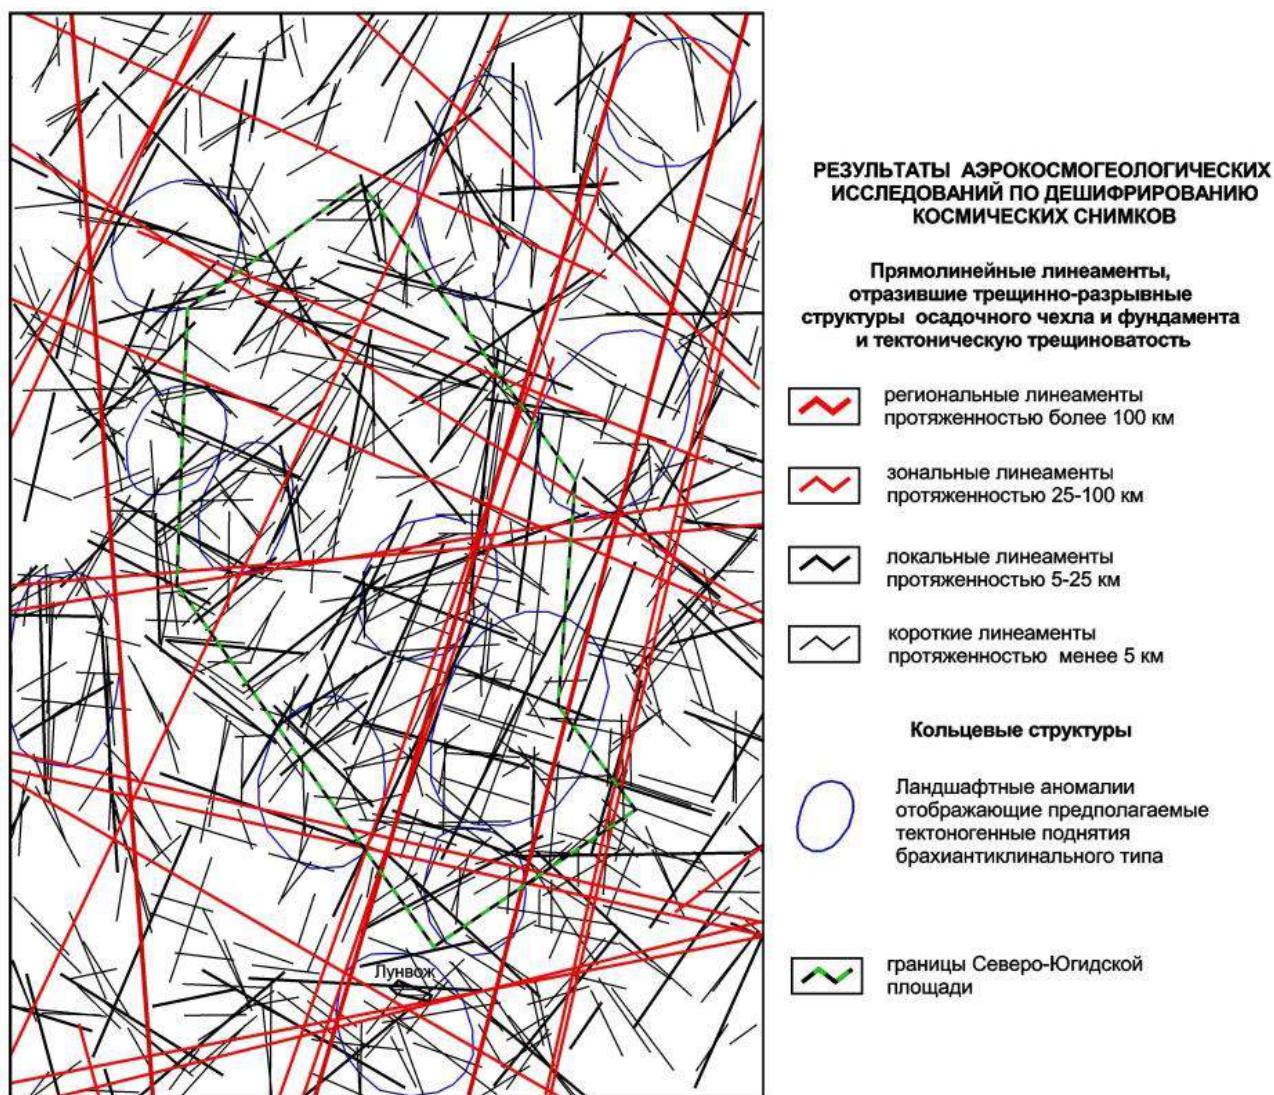 РЕЗУЛЬТАТЫ АЭРОКОСМОГЕОЛОГИЧЕСКИХ
ИССЛЕДОВАНИЙ ПО ДЕШИФРИРОВАНИЮ
КОСМИЧЕСКИХ СНИМКОВ
Прямолинейные линеаменты,
отразившие трещинно-разрывные
структуры осадочного чехла и фундамента
и тектоническую трещиноватость
региональные линеаменты
протяженностью более 100 км
зональные линеаменты
протяженностью 25-100 км
локальные линеаменты
протяженностью 5-25 км
короткие линеаменты
протяженностью менее 5 км
Кольцевые структуры
Ландшафтные аномалии
отображающие предполагаемые
тектоногенные поднятия
брахиантиклинального типа
границы Северо-Югидской
площади
Лунвож